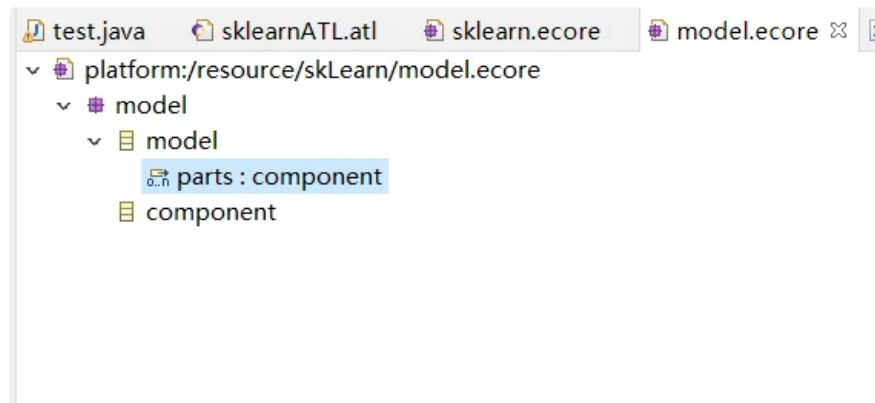 test.java sklearnATL.atl sklearn.ecore model.ecore
platform:/resource/skLearn/model.ecore
model
model
0..n parts : component
component